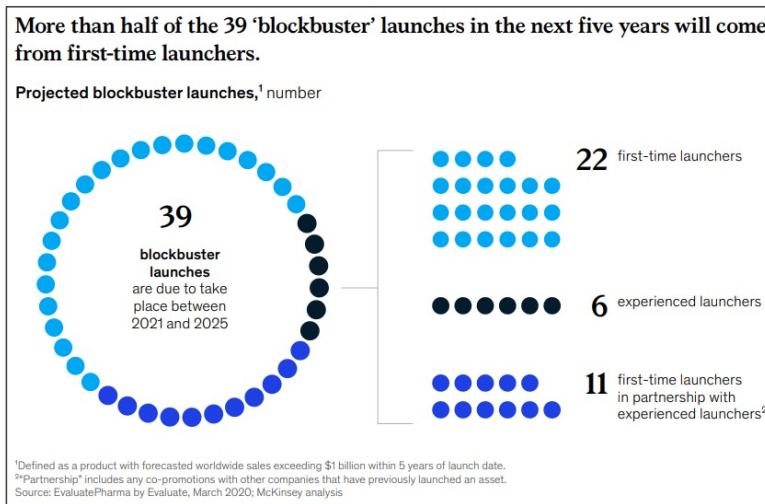 More than half of the 39 ‘blockbuster’ launches in the next five years will come
from first-time launchers.
Projected blockbuster launches,¹ number
39
blockbuster
launches
are due to take
place between
2021 and 2025
22 first-time launchers
6 experienced launchers
11 first-time launchers
in partnership with
experienced launchers²
¹Defined as a product with forecasted worldwide sales exceeding $1 billion within 5 years of launch date.
²“Partnership” includes any co-promotions with other companies that have previously launched an asset.
Source: EvaluatePharma by Evaluate, March 2020; McKinsey analysis